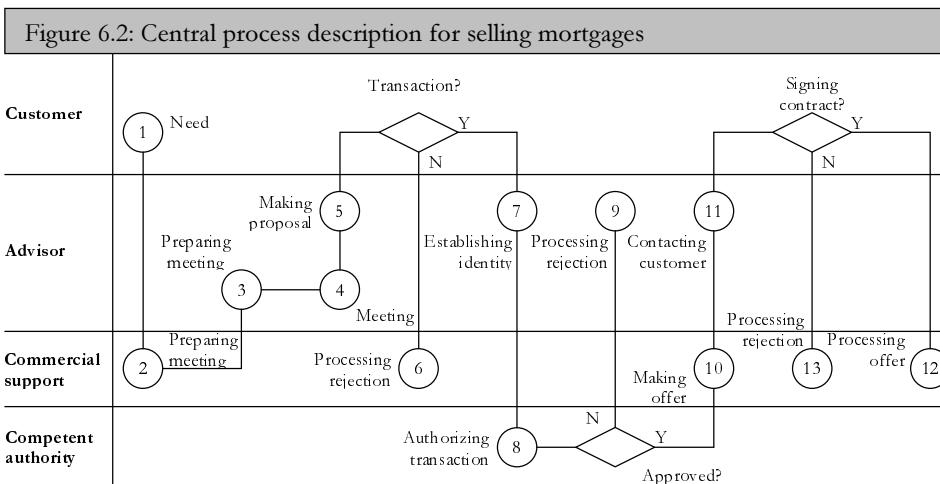 Figure 6.2: Central process description for selling mortgages
Transaction?
Signing
contract?
Customer
1
Need
Y
N
Y
N
Making
proposal
5
7
9
11
Advisor
Preparing
meeting
Establishing
identity
Processing
rejection
Contacting
customer
3
4
Meeting
Commercial
support
2
Preparing
meeting
Processing
rejection
6
Making
offer
10
Processing
rejection
13
Processing
offer
12
Competent
authority
Authorizing
transaction
8
N
Y
Approved?